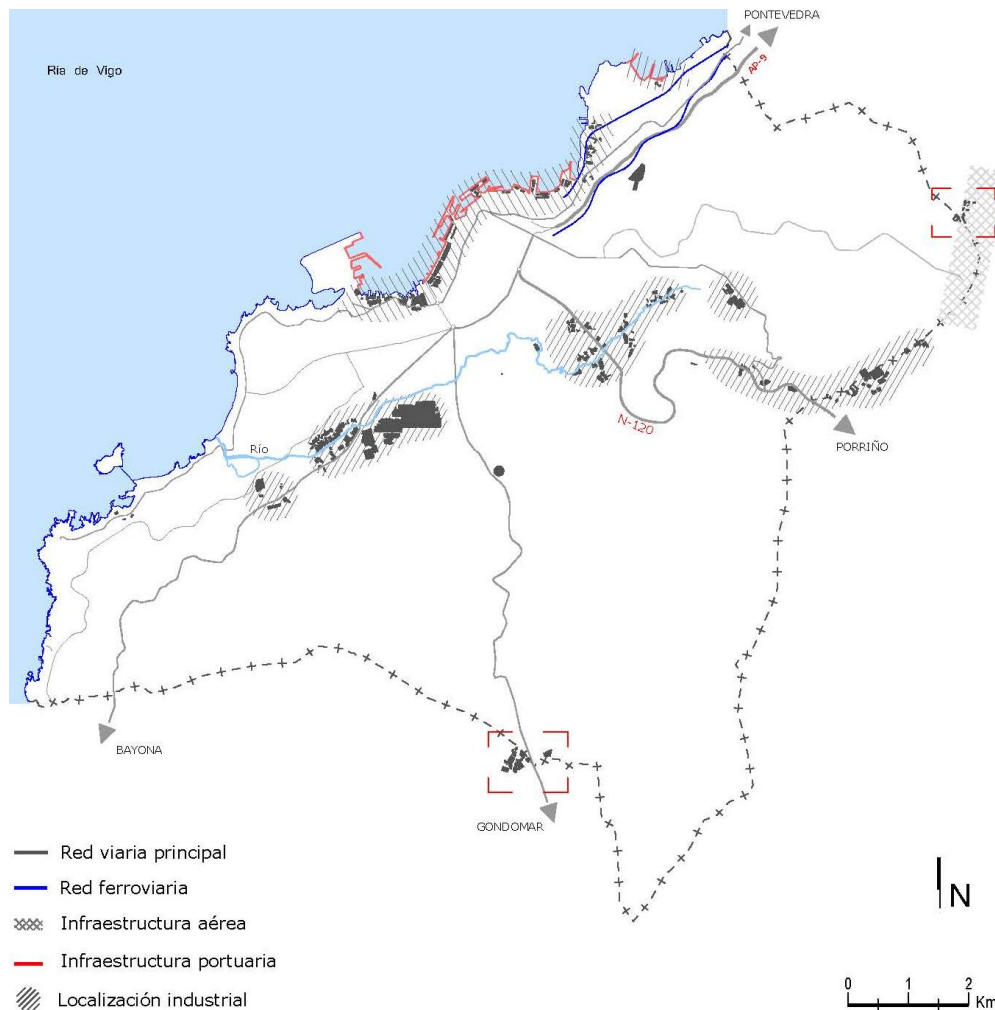 PONTEVEDRA
AP-9
Ria de Vigo
N-120
PORRIÑO
Río
BAYONA
GONDOMAR
Red viaria principal
Red ferroviaria
Infraestructura aérea
Infraestructura portuaria
Localización industrial
N
0 1 2
Km